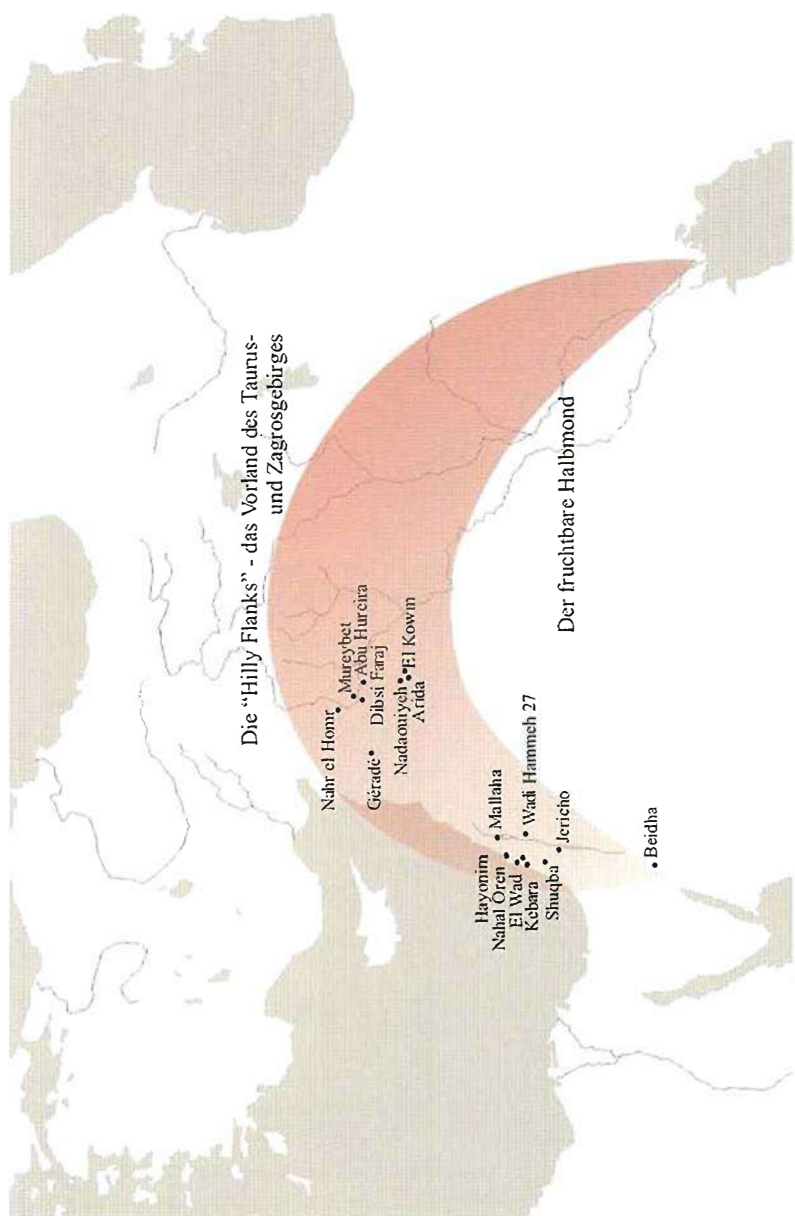 Die “Hilly Flanks” - das Vorland des Taurus-
und Zagrosgebirges
Nahr el Homr
Mureybet
Abu Hureira
Dibsi Faraj
Géradé
Nadaouiyeh
El Kowm
Arida
Der fruchtbare Halbmond
Mallaha
Hayonim
Nahal Oren
El Wad
Kebara
Wadi Hammeh 27
Shuqba
Jericho
Beidha